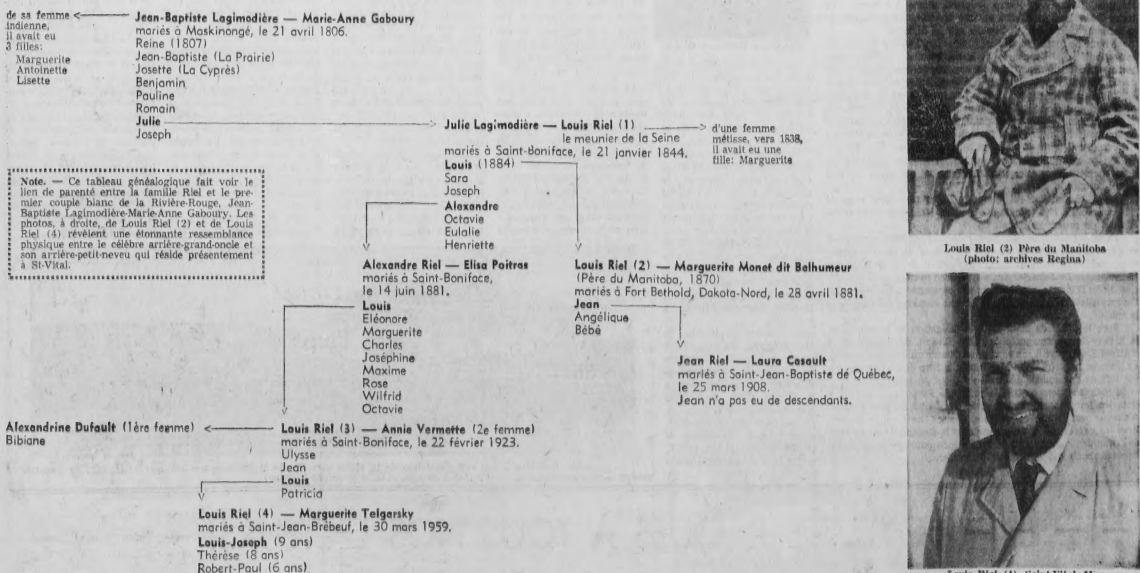 de sa femme
indienne,
il avait eu
3 filles:
Marguerite
Antoinette
Lisette
Jean-Baptiste Lagimodière — Marie-Anne Gaboury
mariés à Maskinongé, le 21 avril 1806.
Reine (1807)
Jean-Baptiste (La Prairie)
Josette (La Cyprès)
Benjamin
Pauline
Romain
Julie
Joseph
Julie Lagimodière — Louis Riel (1)
le meunier de la Seine
mariés à Saint-Boniface, le 21 janvier 1844.
Louis (1884)
Sara
Joseph
Alexandre
Octavie
Eulalie
Henriette
d'une femme
métisse, vers 1838,
il avait eu une
fille: Marguerite
Note. — Ce tableau généalogique fait voir le
lien de parenté entre la famille Riel et le pre-
mier couple blanc de la Rivière-Rouge, Jean-
Baptiste Lagimodière-Marie-Anne Gaboury. Les
photos, à droite, de Louis Riel (2) et de Louis
Riel (4) révèlent une étonnante ressemblance
physique entre le célèbre arrière-grand-oncle et
son arrière-petit-neveu qui réside présentement
à St-Vital.
Alexandre Riel — Elisa Poitras
mariés à Saint-Boniface,
le 14 juin 1881.
Louis
Eléonore
Marguerite
Charles
Joséphine
Maxime
Rose
Wilfrid
Octavie
Louis Riel (2) — Marguerite Monet dit Belhumeur
(Père du Manitoba, 1870)
mariés à Fort Bethold, Dakota-Nord, le 28 avril 1881.
Jean
Angélique
Bébé
Jean Riel — Laura Casault
mariés à Saint-Jean-Baptiste de Québec,
le 25 mars 1908.
Jean n'a pas eu de descendants.
Alexandrine Dufault (1ère femme)
Bibiane
Louis Riel (3) — Annie Vermette (2e femme)
mariés à Saint-Boniface, le 22 février 1923.
Ulysse
Jean
Louis
Patricia
Louis Riel (4) — Marguerite Telgarsky
mariés à Saint-Jean-Brébeuf, le 30 mars 1959.
Louis-Joseph (9 ans)
Thérèse (8 ans)
Robert-Paul (6 ans)
Louis Riel (2) Père du Manitoba
(photo: archives Regina)
Louis Riel (4), Saint-Vital,